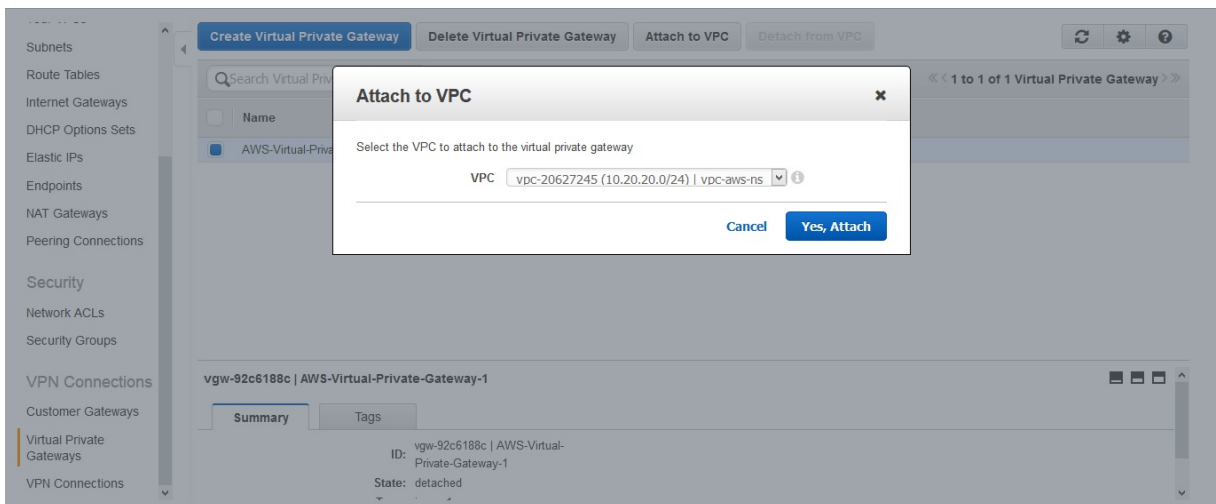 Subnets
Route Tables
Internet Gateways
DHCP Options Sets
Elastic IPs
Endpoints
NAT Gateways
Peering Connections
Security
Network ACLs
Security Groups
VPN Connections
Customer Gateways
Virtual Private
Gateways
VPN Connections
Create Virtual Private Gateway Delete Virtual Private Gateway Attach to VPC Detach from VPC
Search Virtual Priv
1 to 1 of 1 Virtual Private Gateway
Name
AWS-Virtual-Priva
Attach to VPC
Select the VPC to attach to the virtual private gateway
VPC vpc-20627245 (10.20.20.0/24) | vpc-aws-ns
Cancel Yes, Attach
vgw-92c6188c | AWS-Virtual-Private-Gateway-1
Summary Tags
ID: vgw-92c6188c | AWS-Virtual-
Private-Gateway-1
State: detached